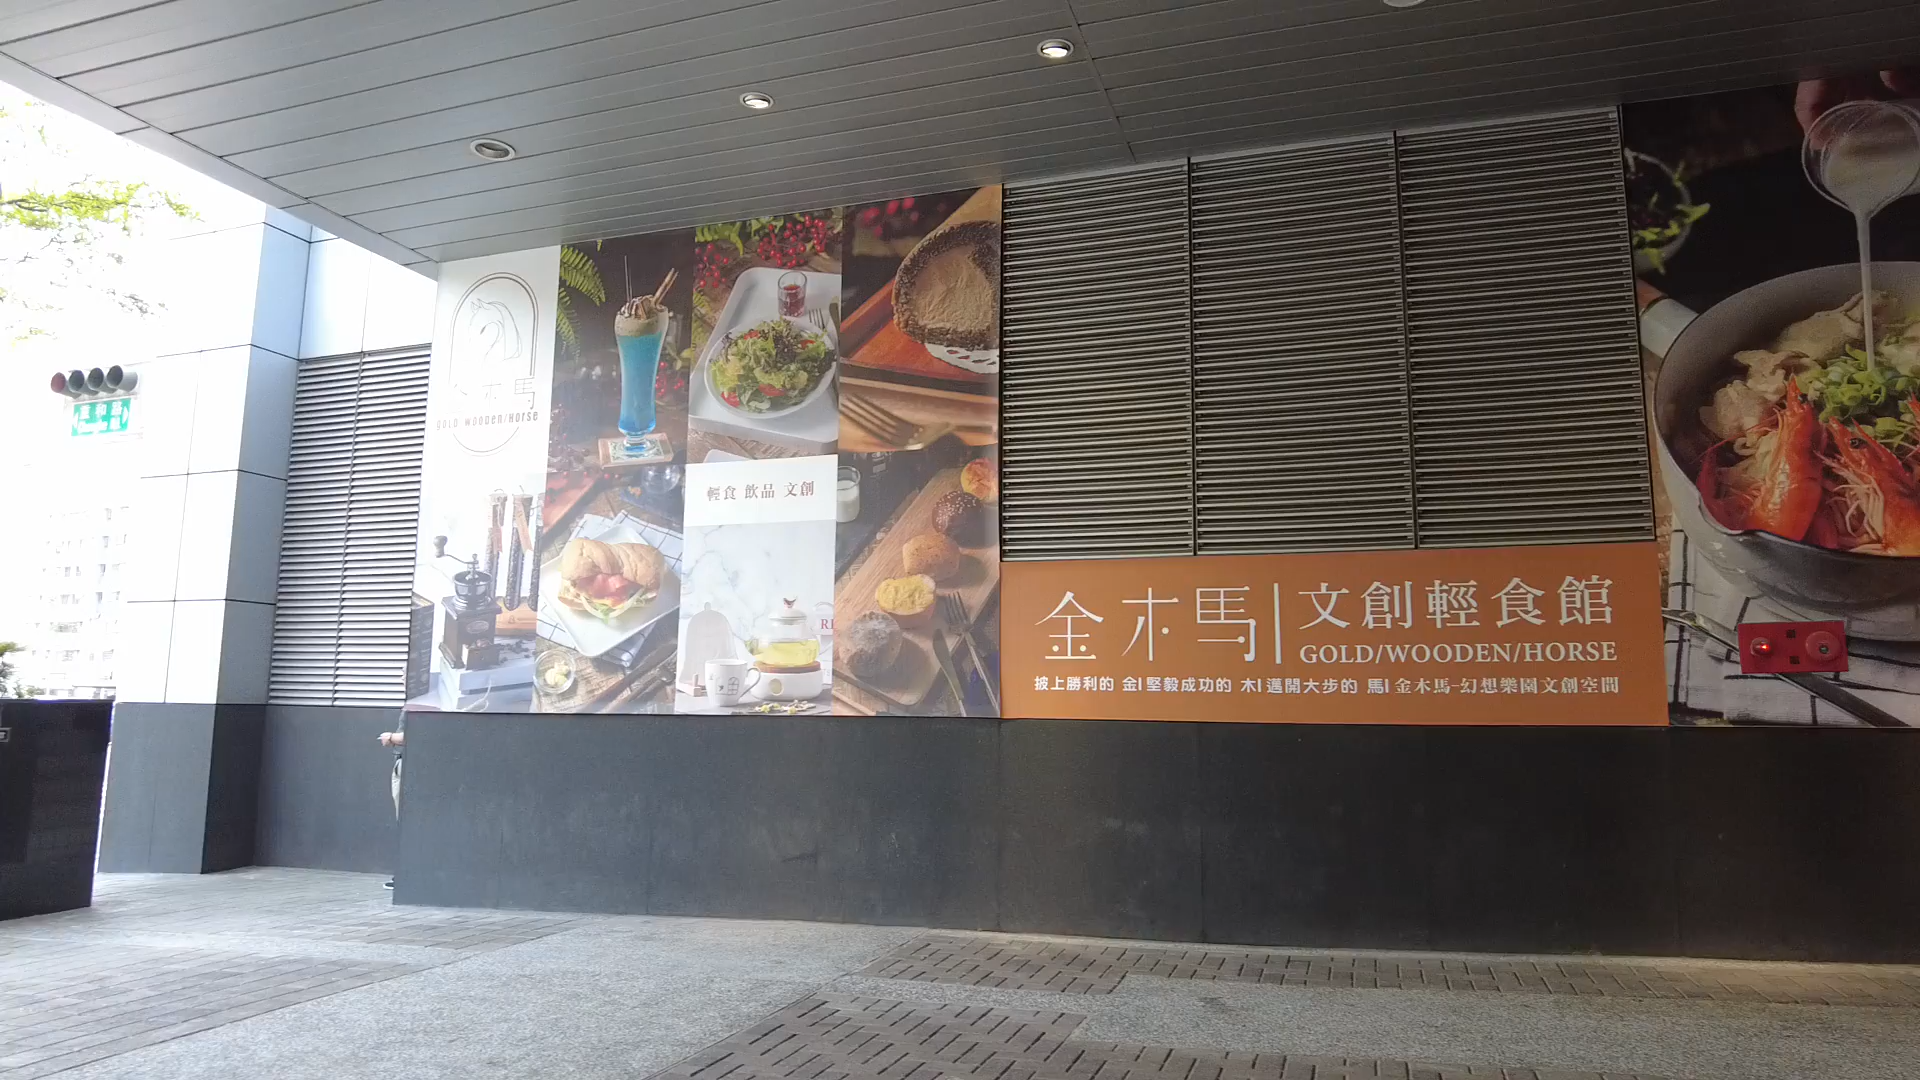 木馬
GOLD WOODEN/HORSE
輕食 飲品 文創
金木馬|文創輕食館
GOLD/WOODEN/HORSE
披上勝利的 金| 堅毅成功的 木| 邁開大步的 馬| 金木馬-幻想樂園文創空間